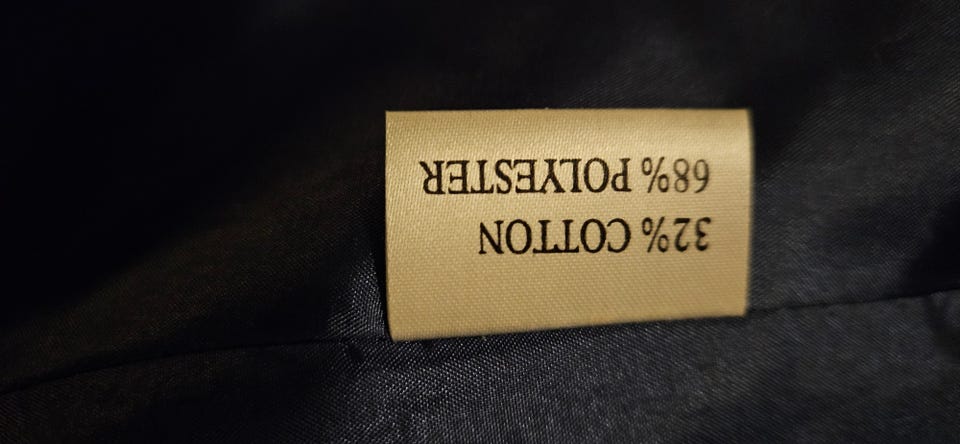 32% COTTON
68% POLYESTER